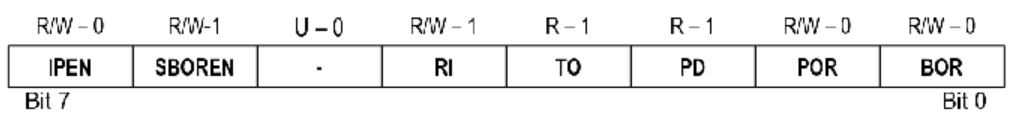 R/W – 0 R/W-1 U – 0 R/W – 1 R – 1 R – 1 R/W – 0 R/W – 0
IPEN SBOREN - RI TO PD POR BOR
Bit 7 Bit 0